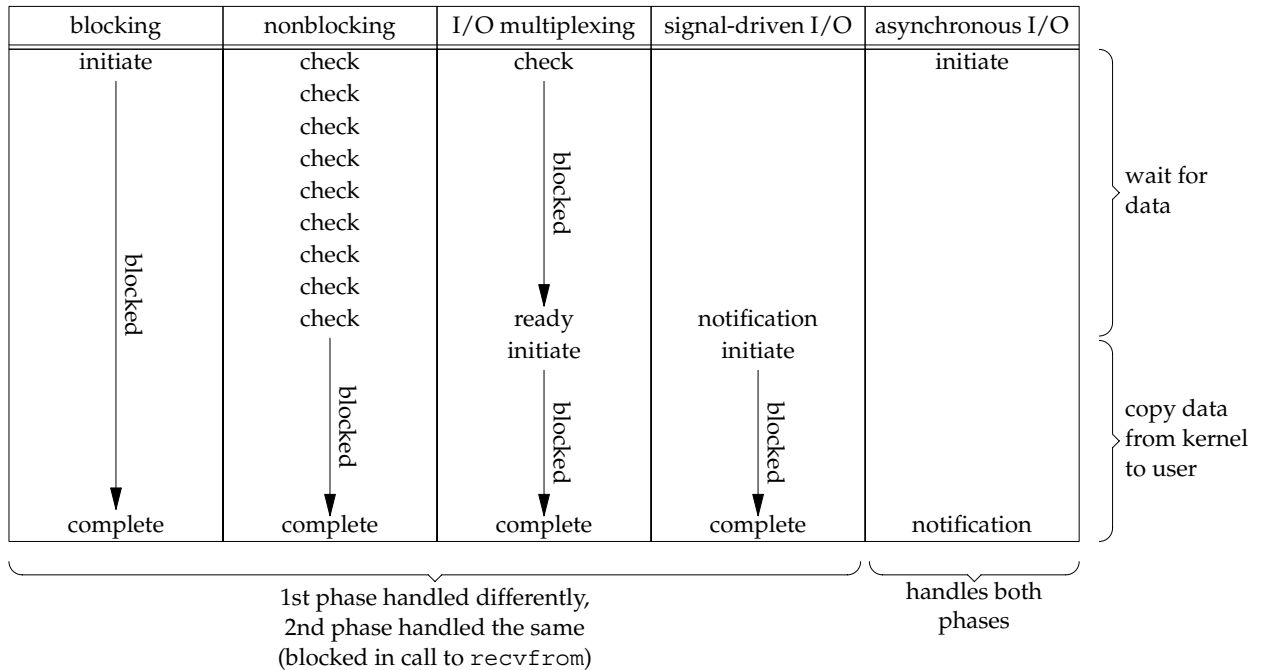 blocking nonblocking I/O multiplexing signal-driven I/O asynchronous I/O
initiate check check initiate
check
check
check
check
check
check
check
check ready notification
initiate initiate
blocked
blocked
blocked
blocked
blocked
complete complete complete complete notification
wait for
data
copy data
from kernel
to user
1st phase handled differently,
2nd phase handled the same
(blocked in call to recvfrom)
handles both
phases